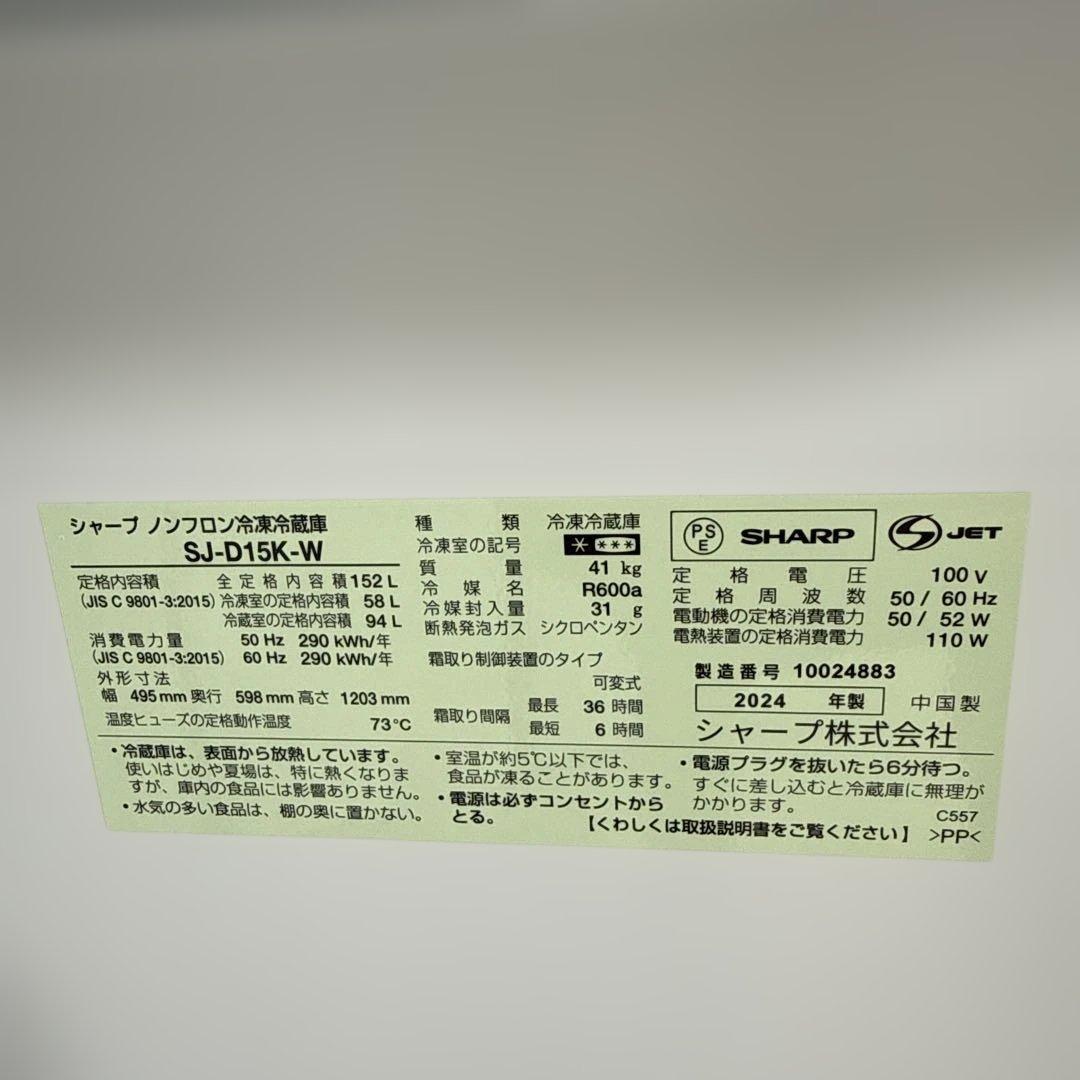 シャープ ノンフロン冷凍冷蔵庫
SJ-D15K-W
定格内容積 全定格内容積 152 L
(JIS C 9801-3:2015) 冷凍室の定格内容積 58 L
冷蔵室の定格内容積 94 L
消費電力量 50 Hz 290 kWh/年
(JIS C 9801-3:2015) 60 Hz 290 kWh/年
外形寸法
幅 495 mm 奥行 598 mm 高さ 1203 mm
温度ヒューズの定格動作温度 73℃
種類 冷凍冷蔵庫
冷凍室の記号 * ***
質量 41 kg
冷媒名 R600a
冷媒封入量 31 g
断熱発泡ガス シクロペンタン
霜取り制御装置のタイプ
可変式
霜取り間隔 最長 36 時間
最短 6 時間
PSE SHARP S JET
定格電圧 100 V
定格周波数 50 / 60 Hz
電動機の定格消費電力 50 / 52 W
電熱装置の定格消費電力 110 W
製造番号 10024883
2024 年製 中国製
シャープ株式会社
・冷蔵庫は、表面から放熱しています。
使いはじめや夏場は、特に熱くなりま
すが、庫内の食品には影響ありません。
・水気の多い食品は、棚の奥に置かない。
・室温が約5℃以下では、
食品が凍ることがあります。
・電源は必ずコンセントから
とる。
・電源プラグを抜いたら6分待つ。
すぐに差し込むと冷蔵庫に無理が
かかります。
C557
【くわしくは取扱説明書をご覧ください】 >PP<